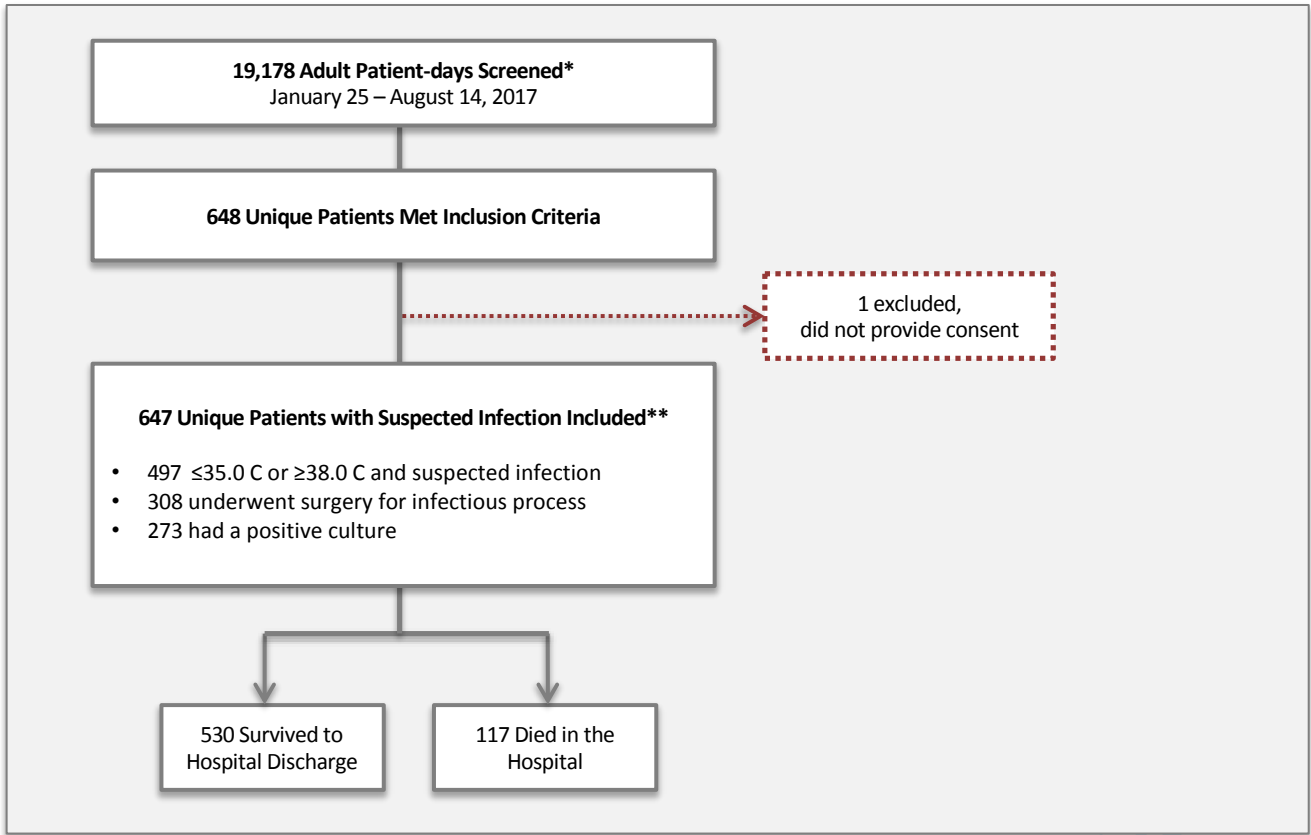 19,178 Adult Patient-days Screened*
January 25 – August 14, 2017
648 Unique Patients Met Inclusion Criteria
1 excluded,
did not provide consent
647 Unique Patients with Suspected Infection Included**
• 497 ≤35.0 C or ≥38.0 C and suspected infection
• 308 underwent surgery for infectious process
• 273 had a positive culture
530 Survived to
Hospital Discharge
117 Died in the
Hospital